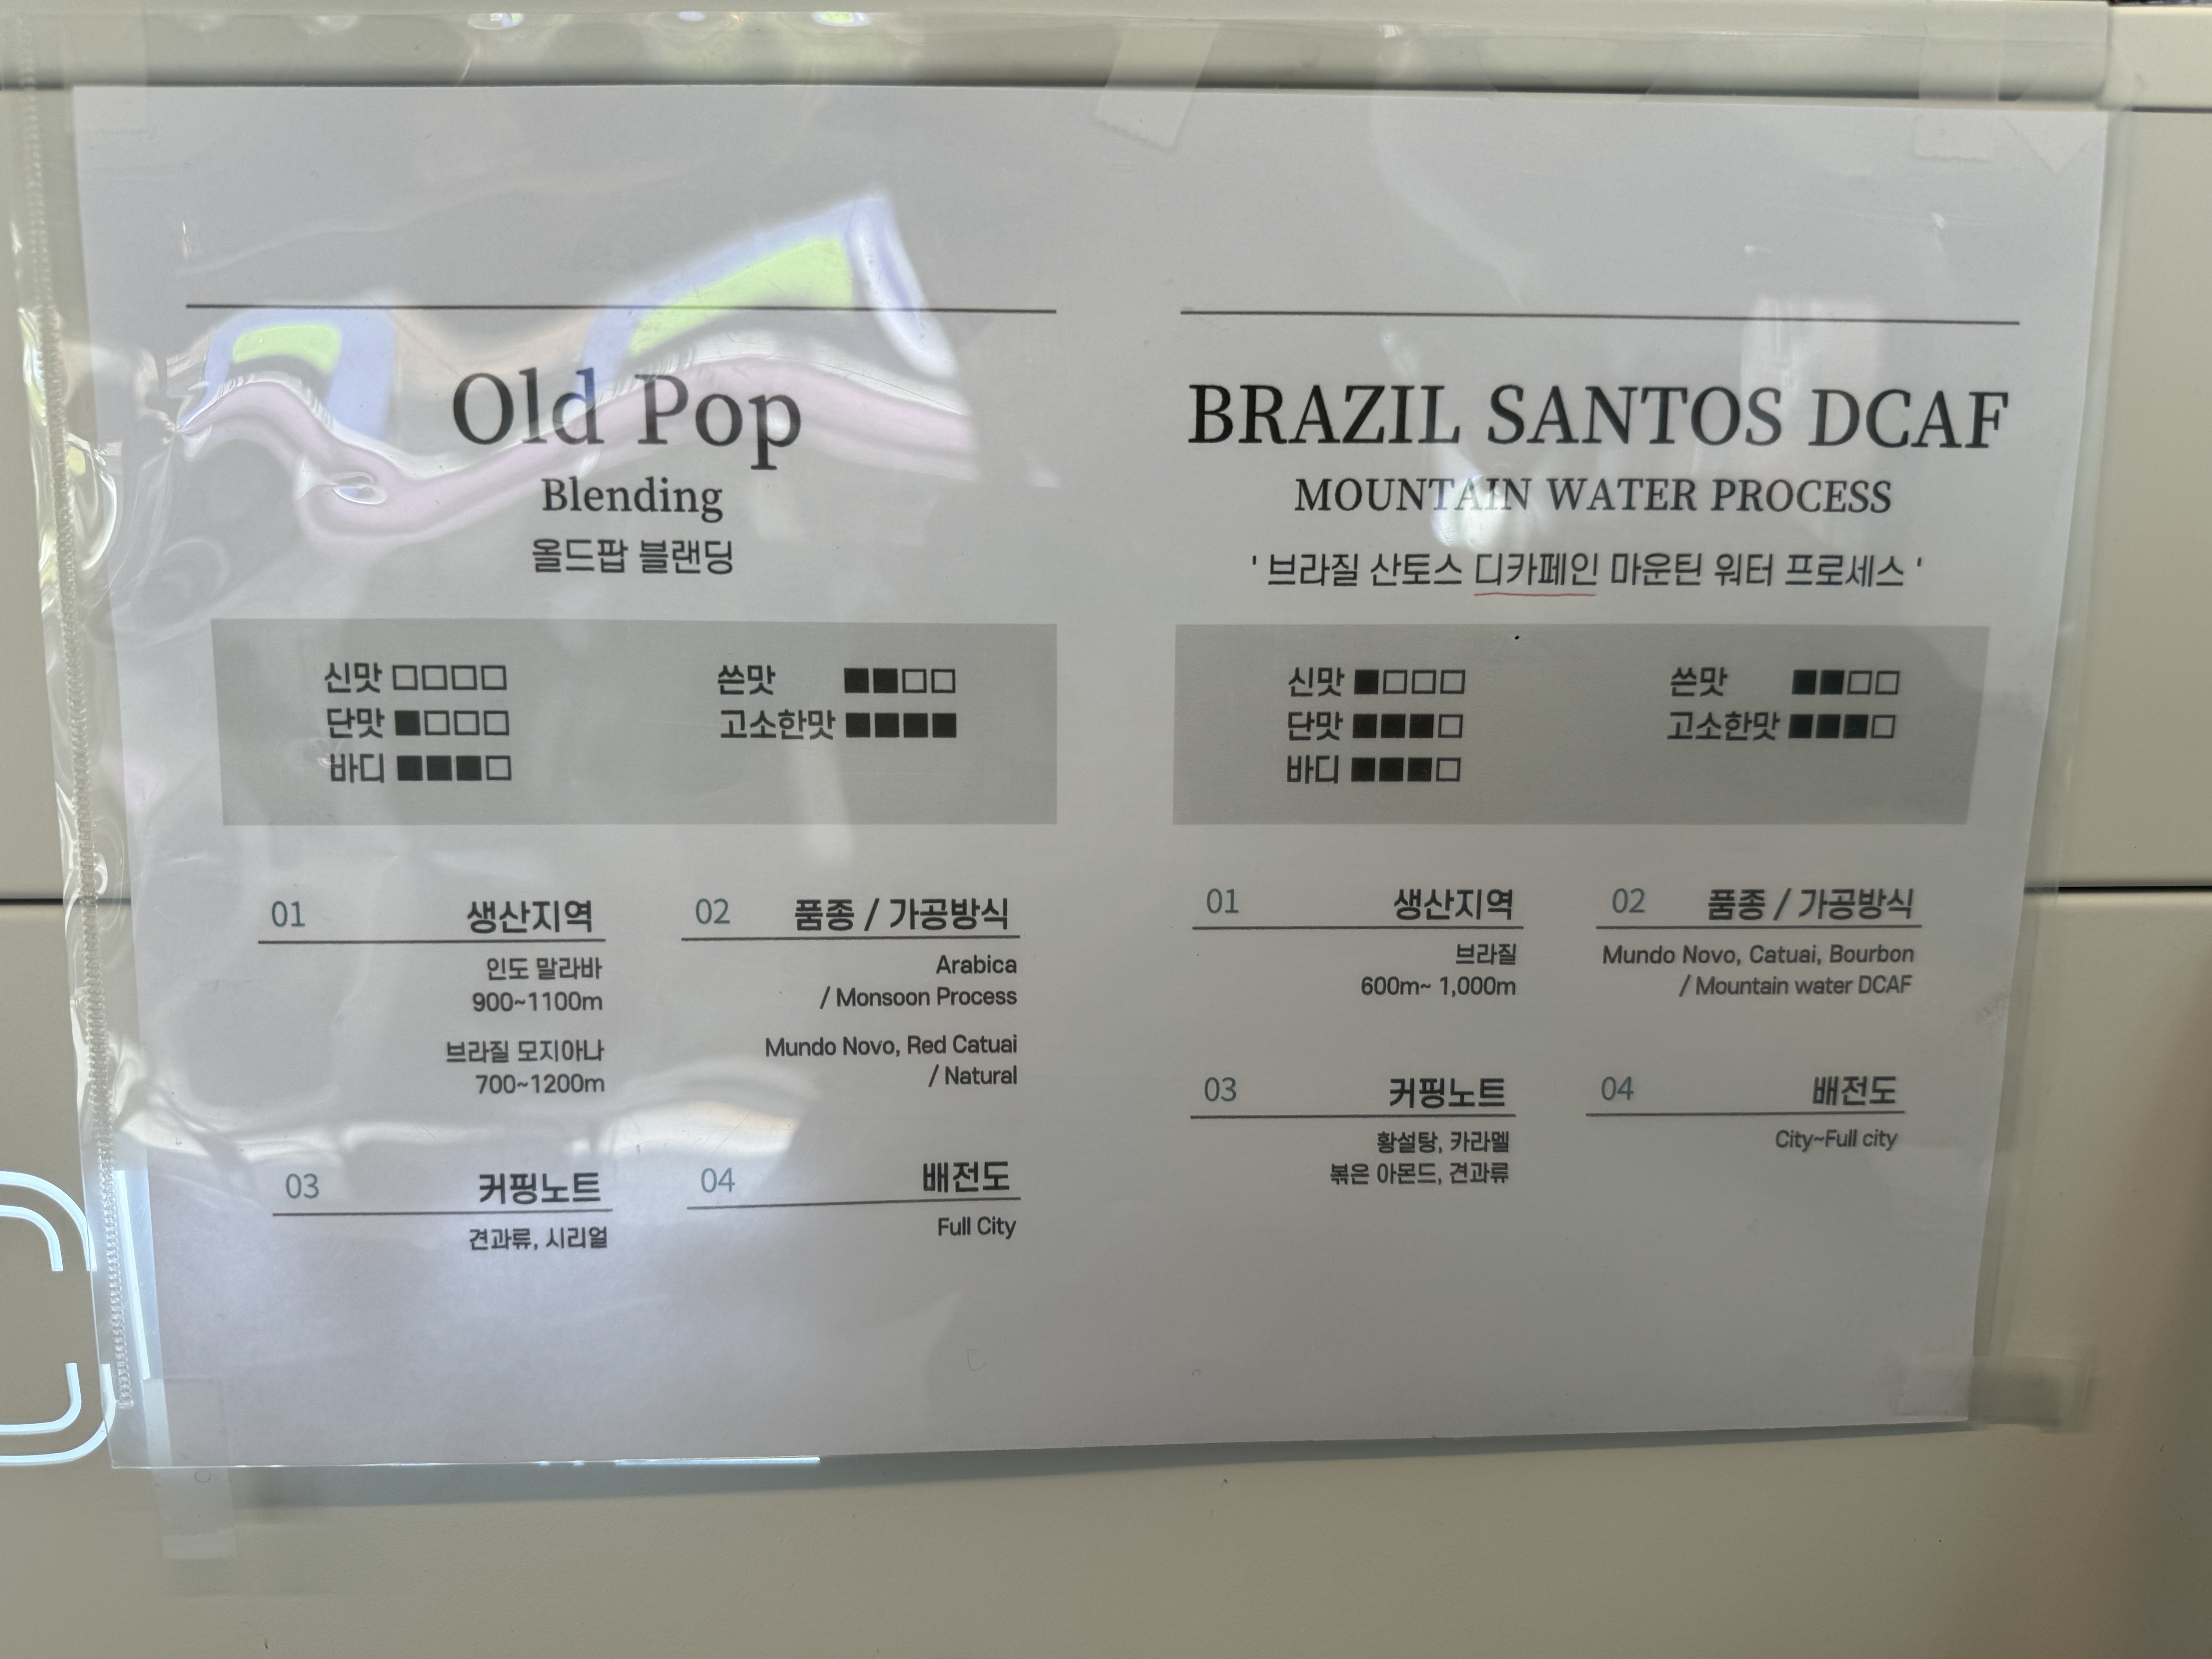 Old Pop
Blending
올드팝 블랜딩
신맛 □□□□
단맛 ■□□□
바디 ■■■□
쓴맛 ■■□□
고소한맛 ■■■■
01 생산지역
인도 말라바
900~1100m
브라질 모지아나
700~1200m
02 품종 / 가공방식
Arabica
/ Monsoon Process
Mundo Novo, Red Catuai
/ Natural
03 커핑노트
견과류, 시리얼
04 배전도
Full City
BRAZIL SANTOS DCAF
MOUNTAIN WATER PROCESS
' 브라질 산토스 디카페인 마운틴 워터 프로세스 '
신맛 ■□□□
단맛 ■■■□
바디 ■■■□
쓴맛 ■■□□
고소한맛 ■■■□
01 생산지역
브라질
600m~ 1,000m
02 품종 / 가공방식
Mundo Novo, Catuai, Bourbon
/ Mountain water DCAF
03 커핑노트
황설탕, 카라멜
볶은 아몬드, 견과류
04 배전도
City~Full city